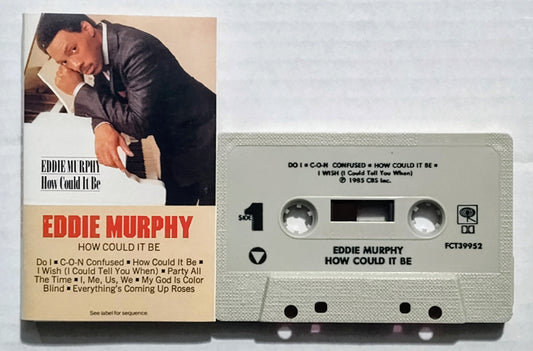 EDDIE MURPHY
How Could It Be
EDDIE MURPHY
HOW COULD IT BE
Do I ■ C-O-N Confused ■ How Could It Be ■
I Wish (I Could Tell You When) ■ Party All
The Time ■ I, Me, Us, We ■ My God Is Color
Blind ■ Everything's Coming Up Roses
See label for sequence.
DO I ■ C-O-N CONFUSED ■ HOW COULD IT BE ■
I WISH (I Could Tell You When)
℗ 1985 CBS Inc.
SIDE 1
FCT39952
EDDIE MURPHY
HOW COULD IT BE